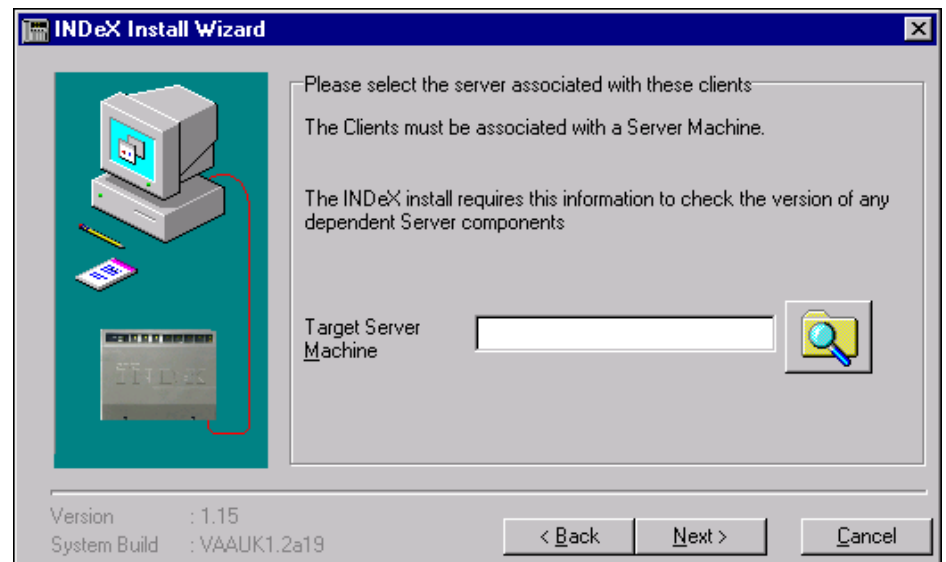 INDeX Install Wizard
Please select the server associated with these clients
The Clients must be associated with a Server Machine.
The INDeX install requires this information to check the version of any
dependent Server components
Target Server
Machine
INDeX
Version : 1.15
System Build : VAAUK1.2a19
< Back
Next >
Cancel